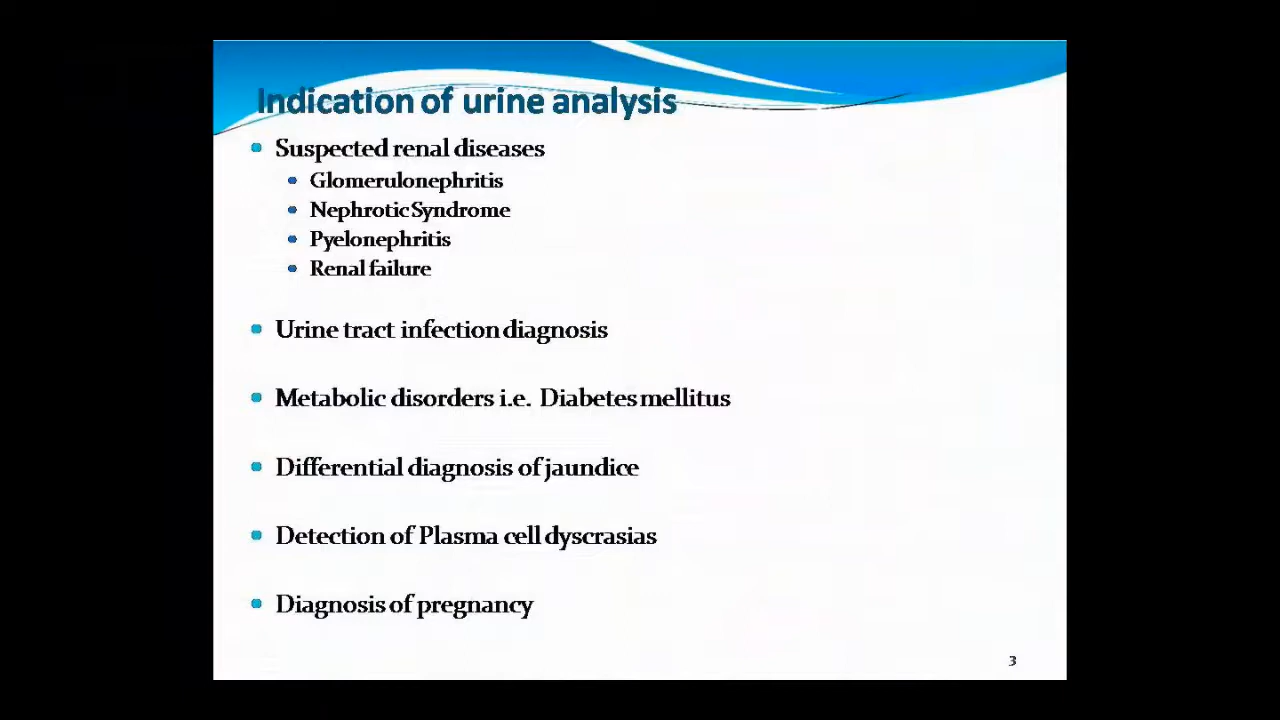 Indication of urine analysis
Suspected renal diseases
Glomerulonephritis
Nephrotic Syndrome
Pyelonephritis
Renal failure
Urine tract infection diagnosis
Metabolic disorders i.e. Diabetes mellitus
Differential diagnosis of jaundice
Detection of Plasma cell dyscrasias
Diagnosis of pregnancy
3